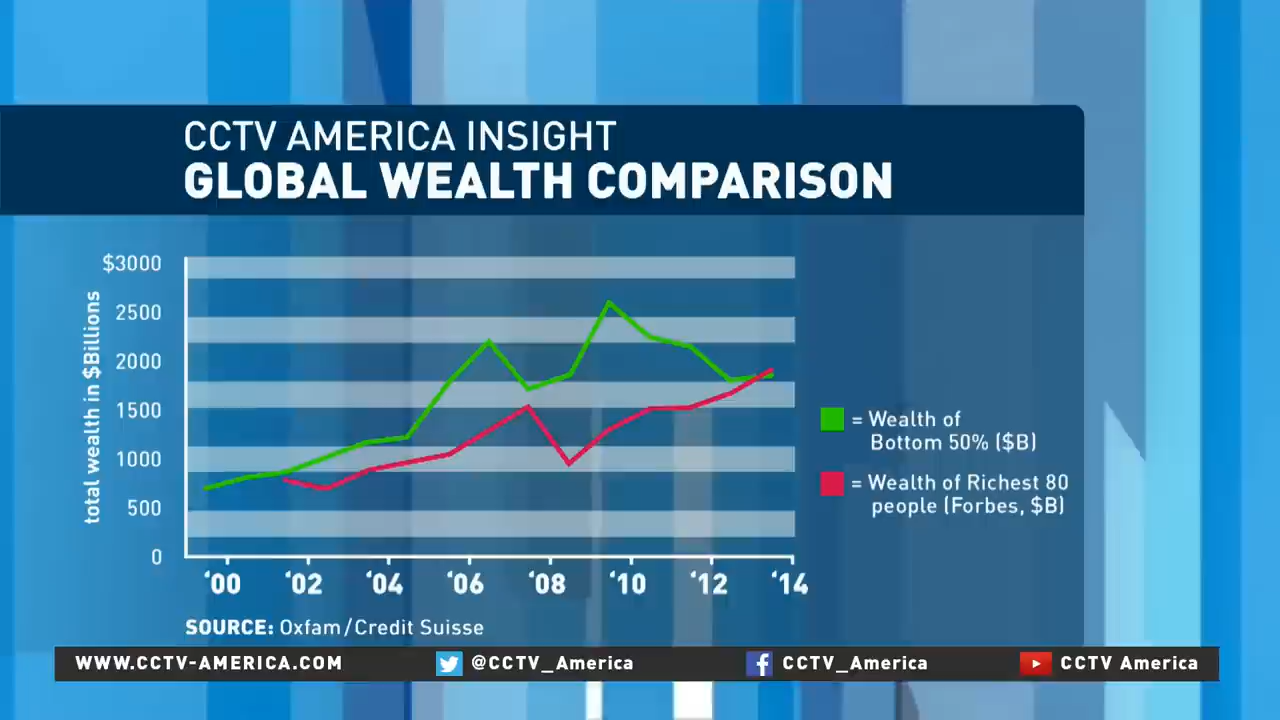 CCTV AMERICA INSIGHT
GLOBAL WEALTH COMPARISON
total wealth in $Billions
$3000
2500
2000
1500
1000
500
0
‘00 ‘02 ‘04 ‘06 ‘08 ‘10 ‘12 ‘14
= Wealth of
Bottom 50% ($B)
= Wealth of Richest 80
people (Forbes, $B)
SOURCE: Oxfam/Credit Suisse
WWW.CCTV-AMERICA.COM @CCTV_America CCTV_America CCTV America